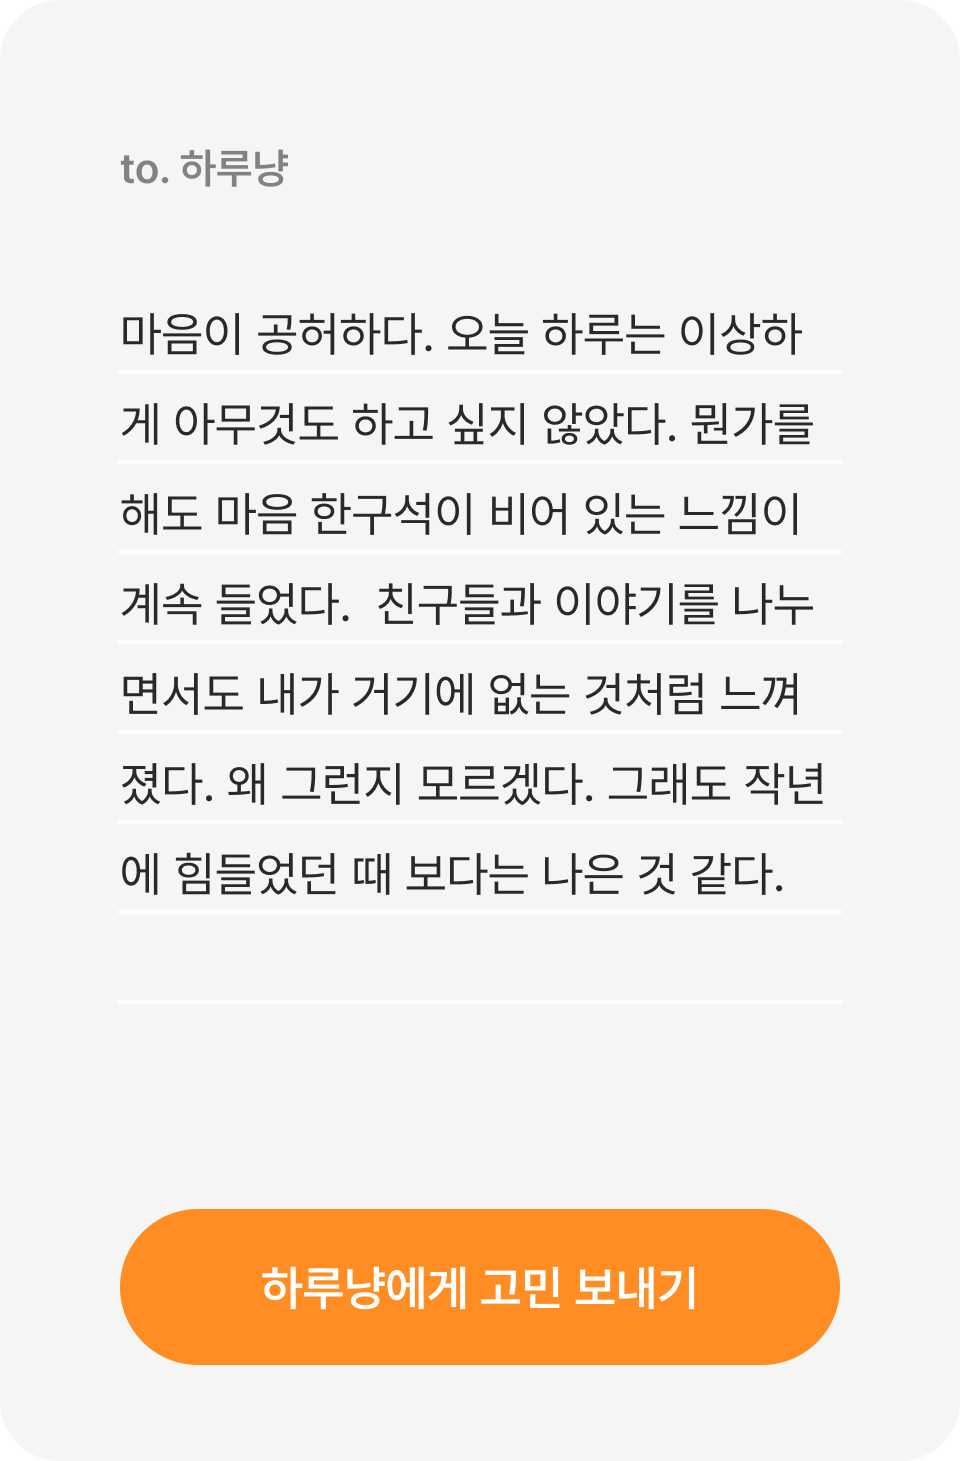 to. 하루냥
마음이 공허하다. 오늘 하루는 이상하
게 아무것도 하고 싶지 않았다. 뭔가를
해도 마음 한구석이 비어 있는 느낌이
계속 들었다.  친구들과 이야기를 나누
면서도 내가 거기에 없는 것처럼 느껴
졌다. 왜 그런지 모르겠다. 그래도 작년
에 힘들었던 때 보다는 나은 것 같다.
하루냥에게 고민 보내기